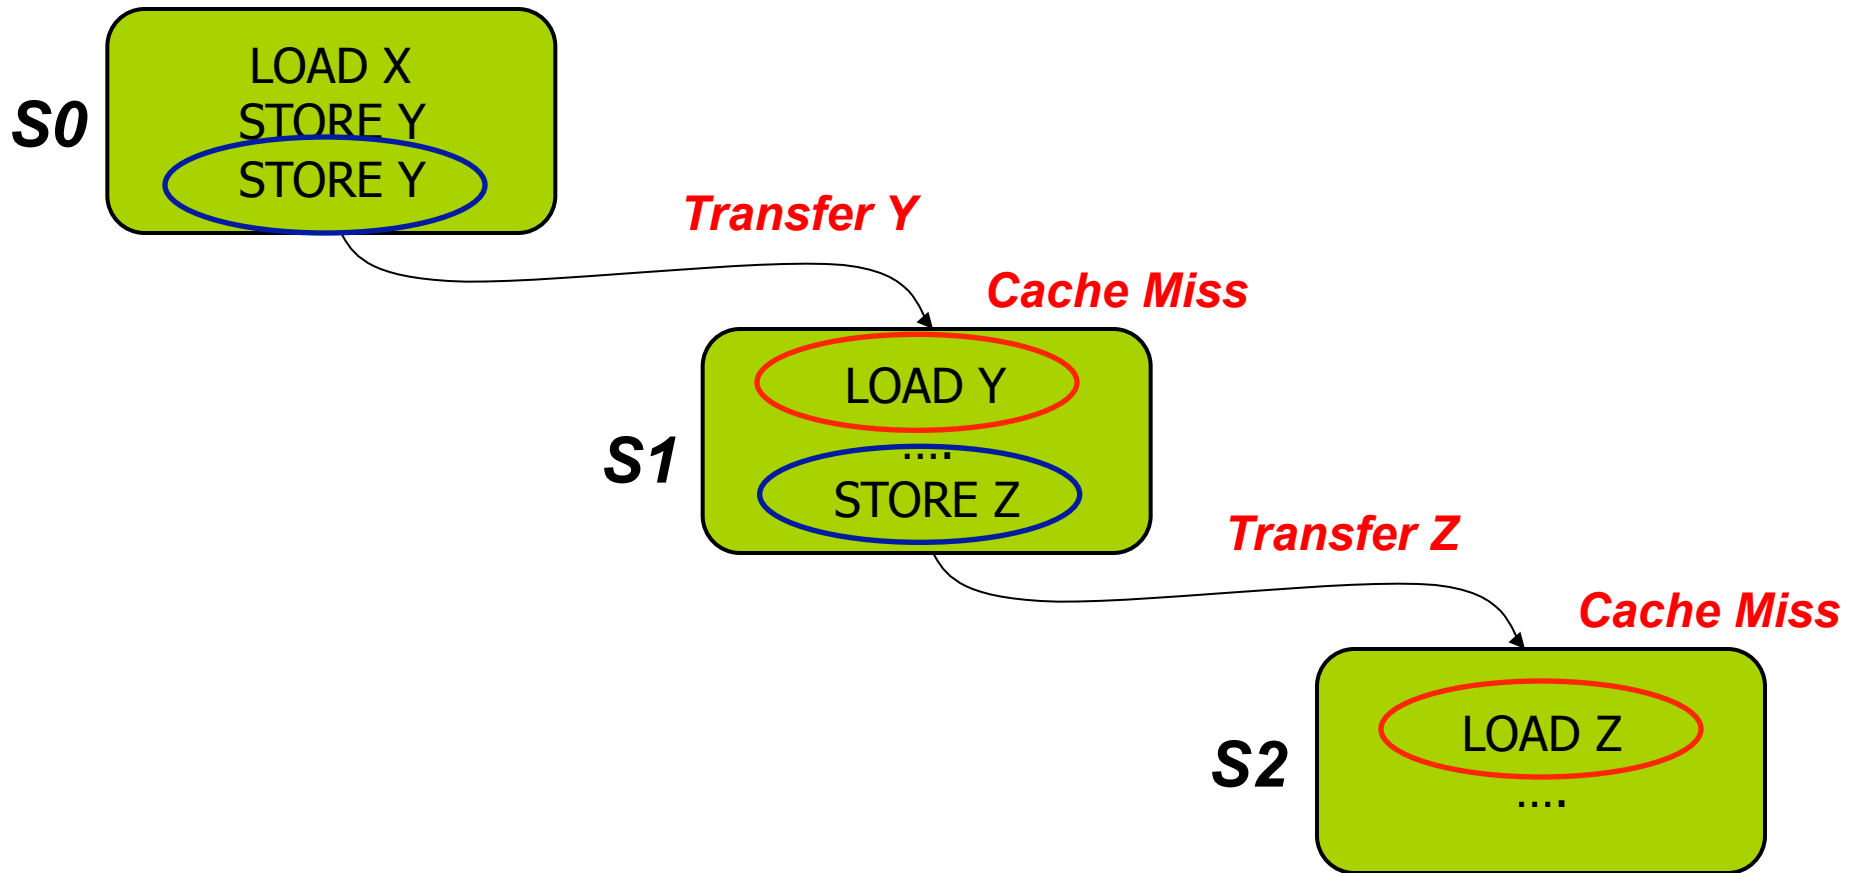 LOAD X
STORE Y
S0
STORE Y
Transfer Y
Cache Miss
LOAD Y
S1
....
STORE Z
Transfer Z
Cache Miss
LOAD Z
S2
....